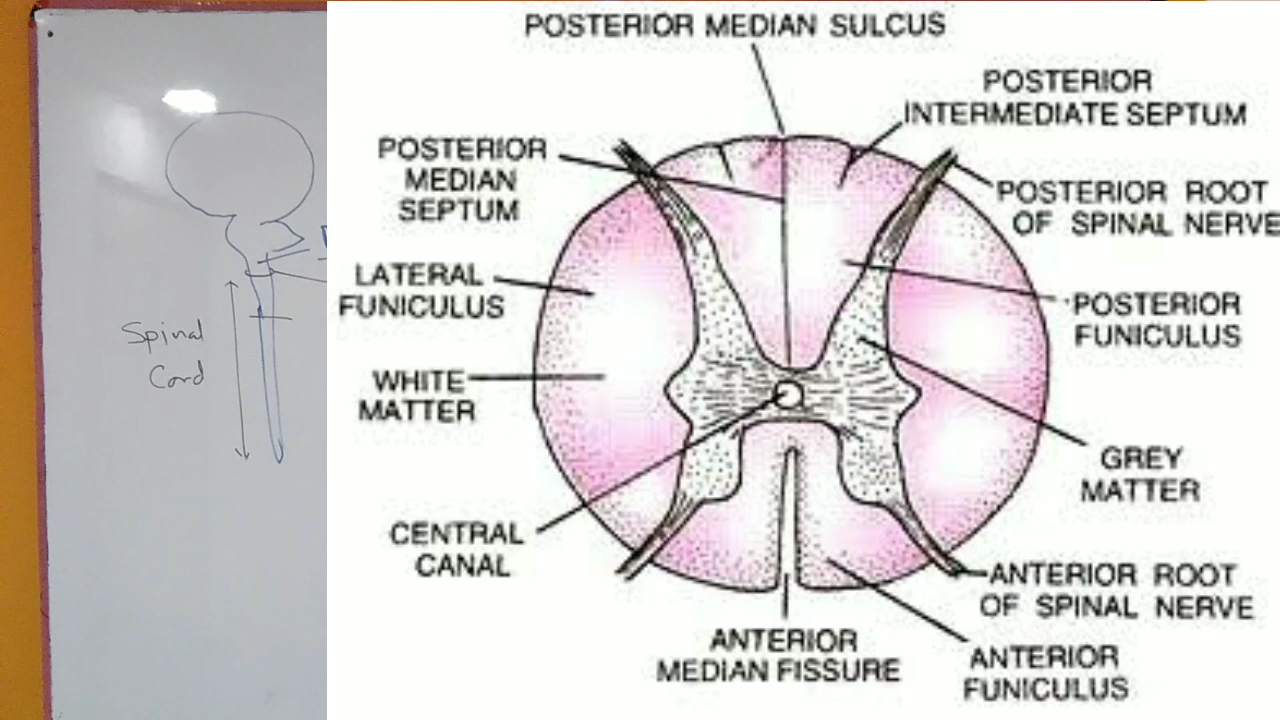 Spinal
Cord
POSTERIOR MEDIAN SULCUS
POSTERIOR
INTERMEDIATE SEPTUM
POSTERIOR
MEDIAN
SEPTUM
POSTERIOR ROOT
OF SPINAL NERVE
LATERAL
FUNICULUS
POSTERIOR
FUNICULUS
WHITE
MATTER
GREY
MATTER
CENTRAL
CANAL
ANTERIOR ROOT
OF SPINAL NERVE
ANTERIOR
MEDIAN FISSURE
ANTERIOR
FUNICULUS